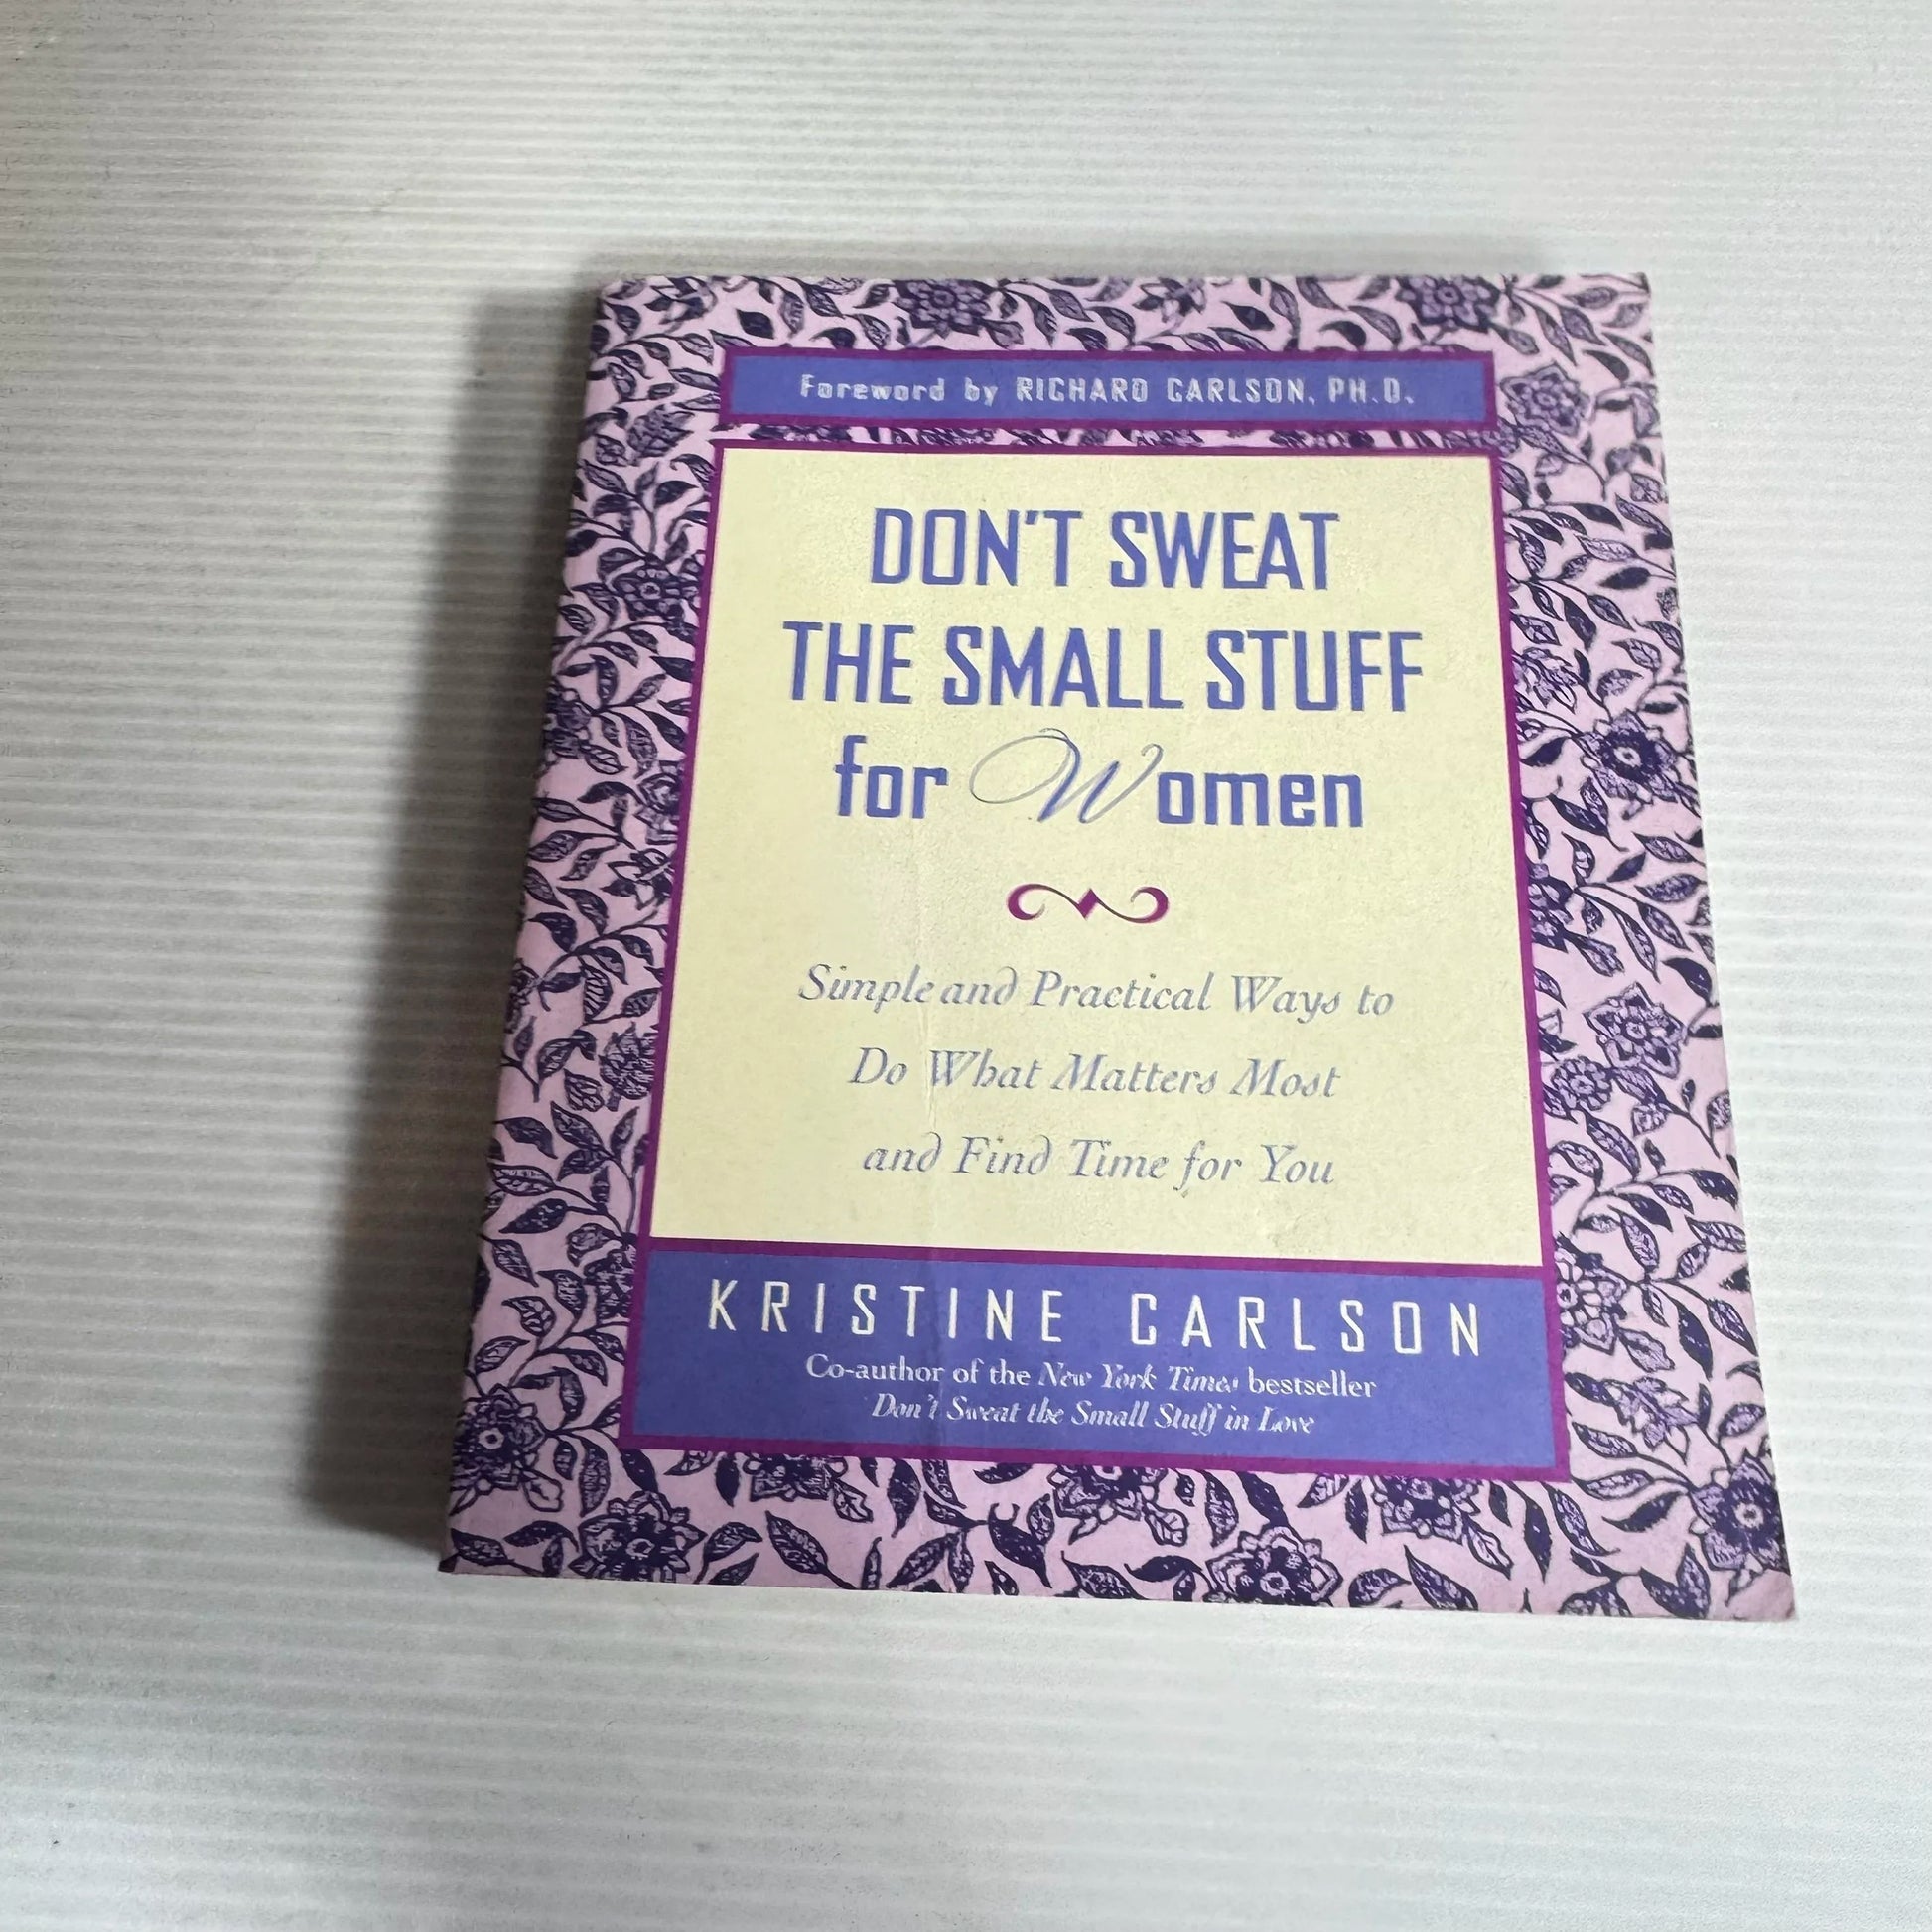 Foreword by RICHARD CARLSON, PH.D.
DON'T SWEAT
THE SMALL STUFF
for Women
Simple and Practical Ways to
Do What Matters Most
and Find Time for You
KRISTINE CARLSON
Co-author of the New York Times bestseller
Don't Sweat the Small Stuff in Love